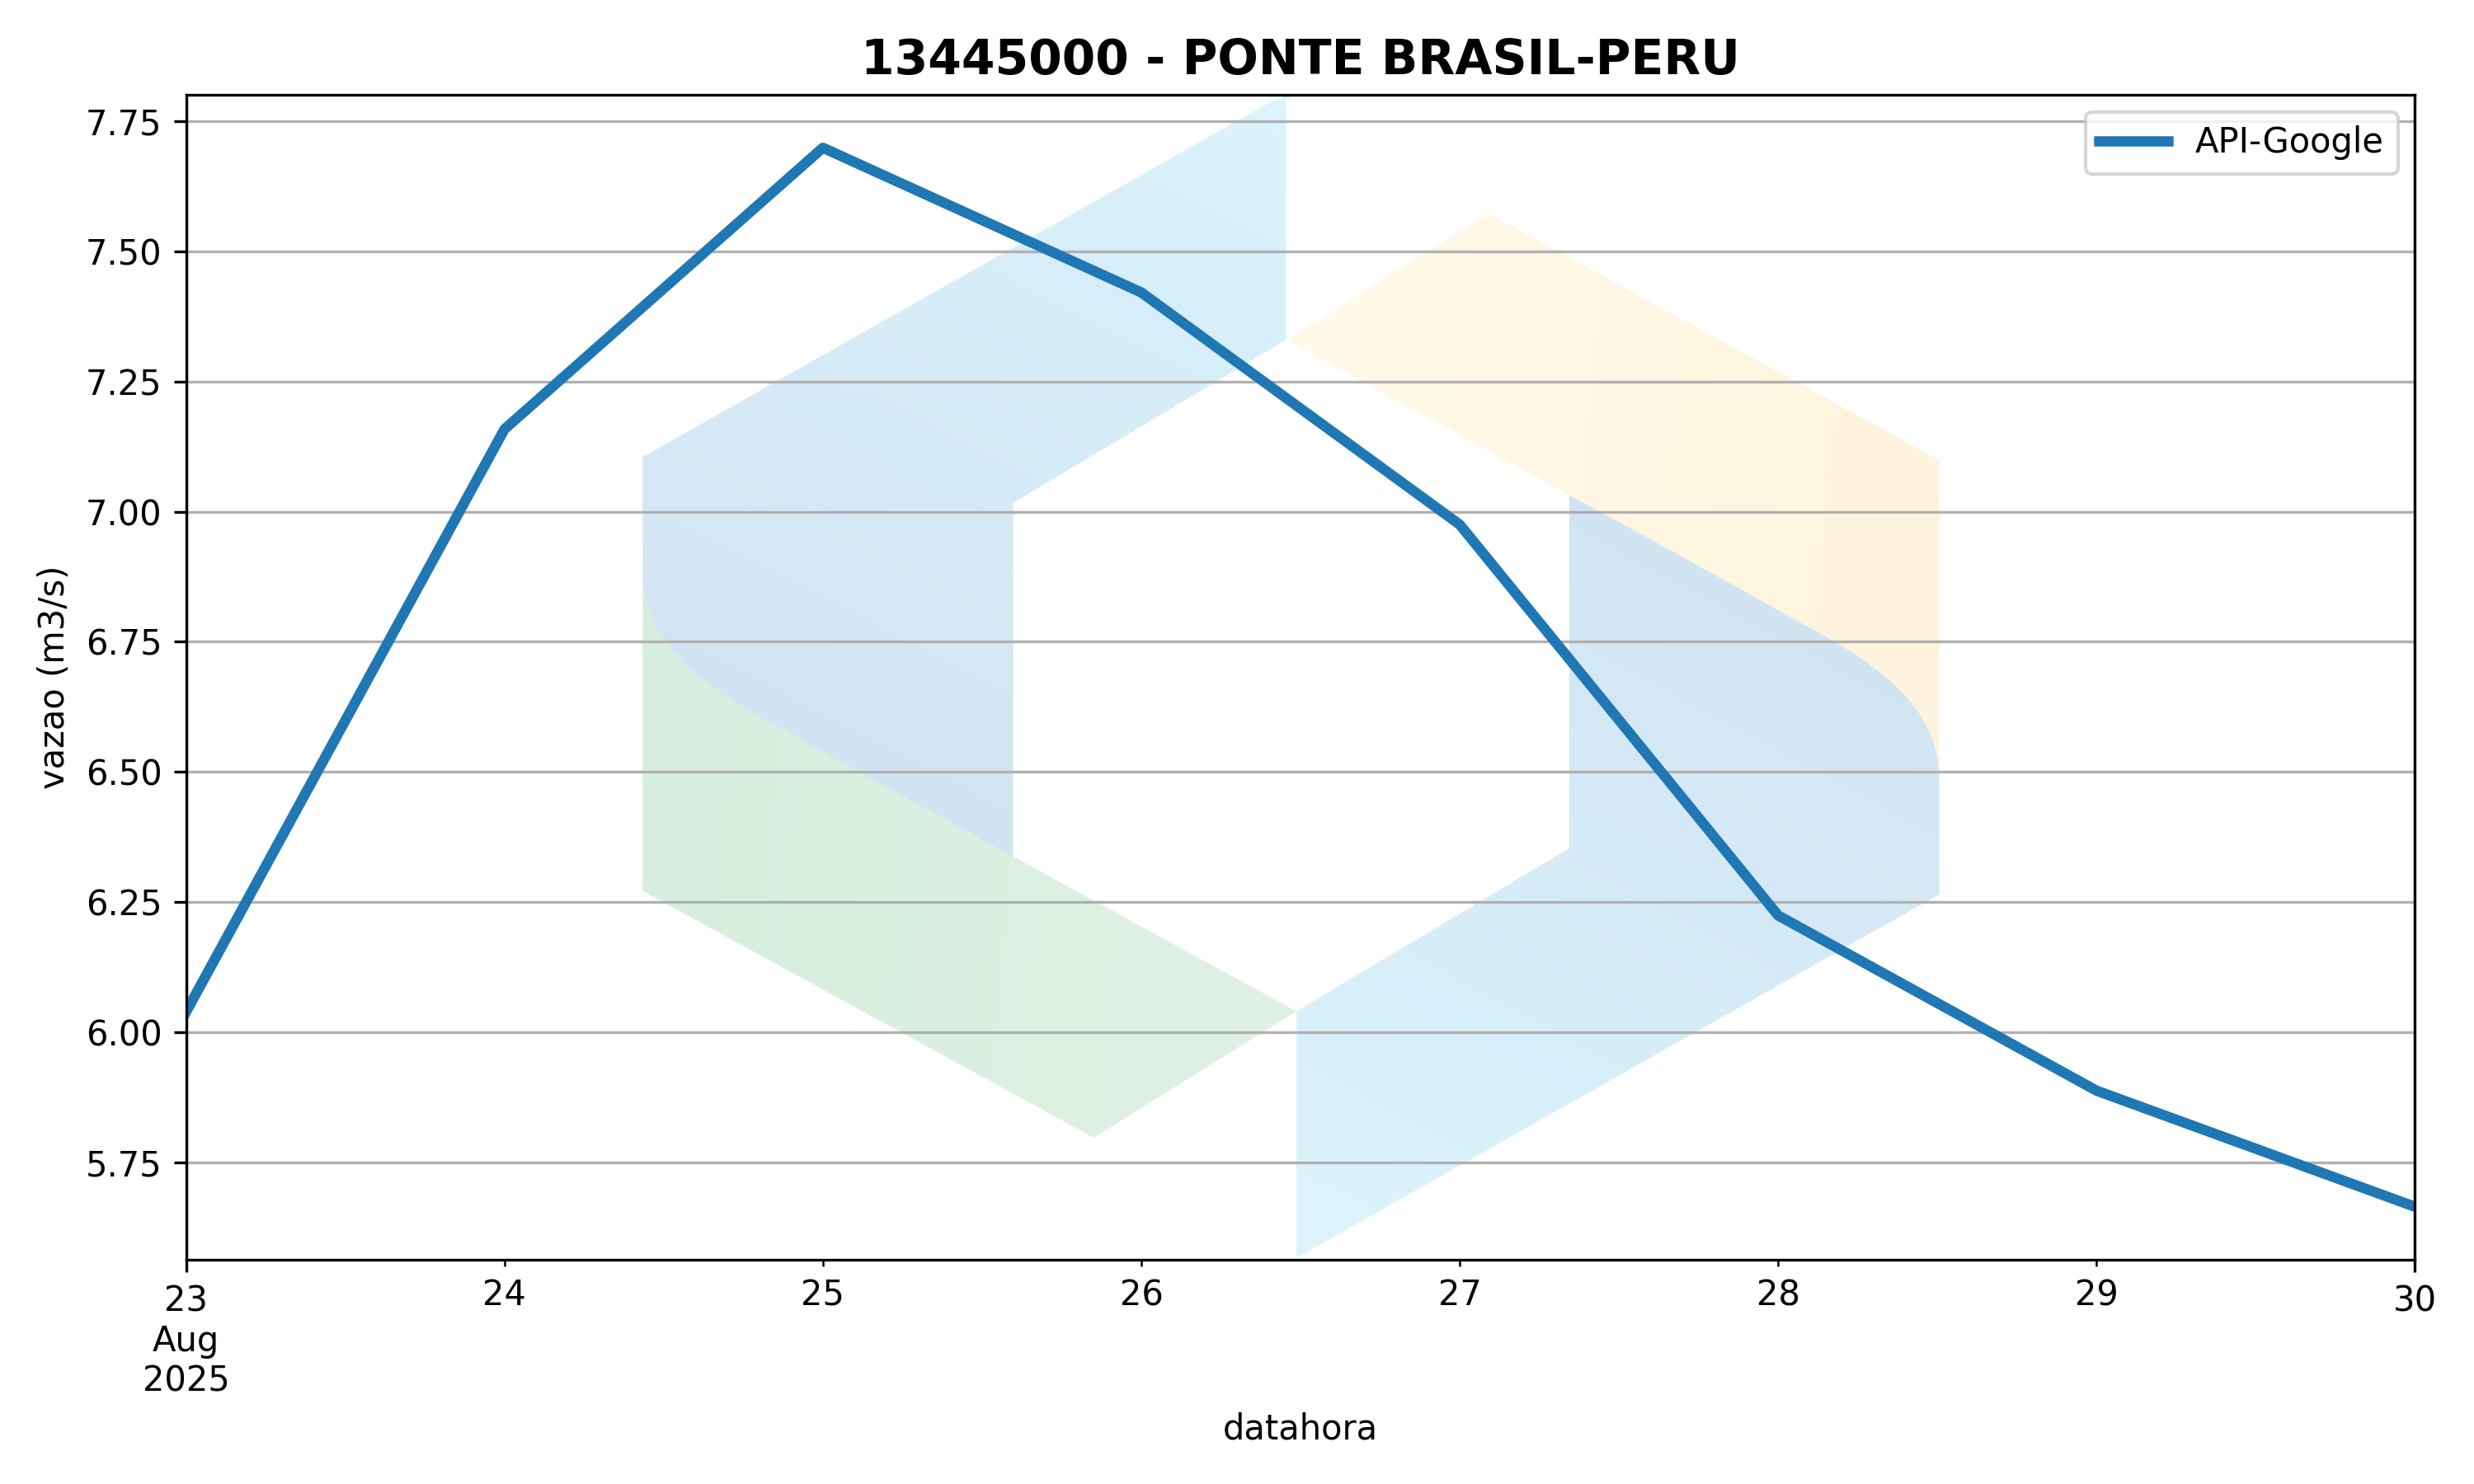 13445000 - PONTE BRASIL-PERU
API-Google
vazao (m3/s)
7.75
7.50
7.25
7.00
6.75
6.50
6.25
6.00
5.75
23 24 25 26 27 28 29 30
Aug
2025
datahora